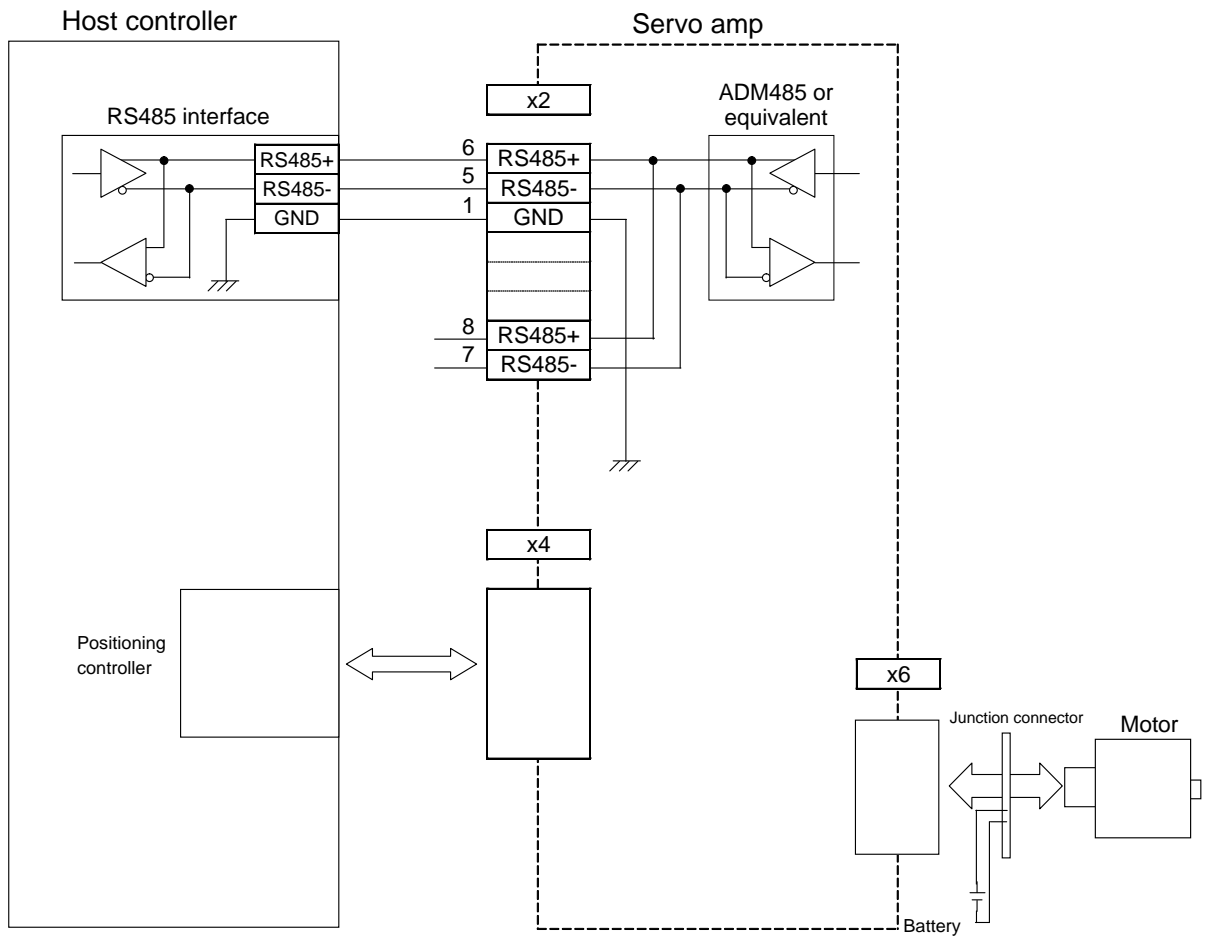 Host controller
Servo amp
x2
RS485 interface
ADM485 or
equivalent
RS485+
RS485-
GND
6
5
1
RS485+
RS485-
GND
8
7
RS485+
RS485-
x4
Positioning
controller
x6
Junction connector
Motor
Battery